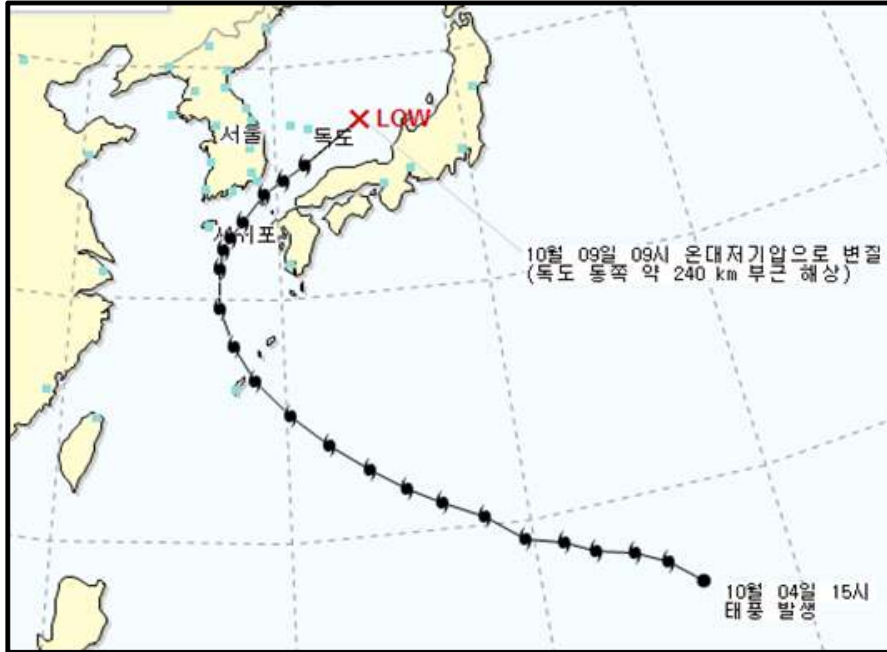 서울
독도
LOW
서귀포
10월 09일 09시 온대저기압으로 변질
(독도 동쪽 약 240 km 부근 해상)
10월 04일 15시
태풍 발생